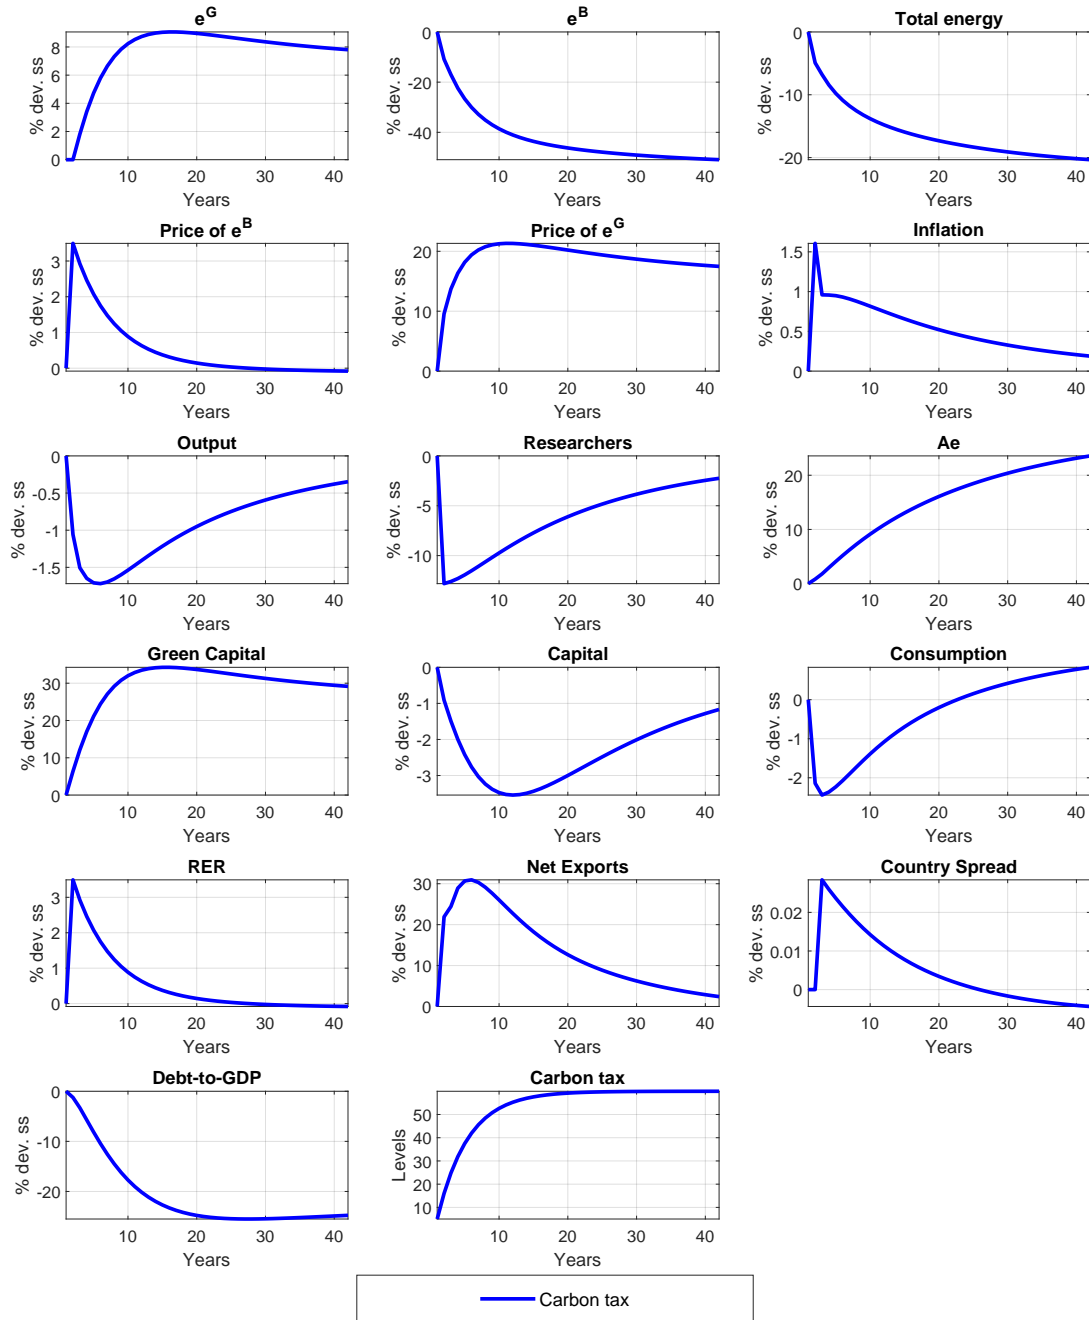 e^G
% dev. ss
8
6
4
2
0
10 20 30 40
Years
e^B
% dev. ss
0
-20
-40
10 20 30 40
Years
Total energy
% dev. ss
0
-10
-20
10 20 30 40
Years
Price of e^B
% dev. ss
3
2
1
0
10 20 30 40
Years
Price of e^G
% dev. ss
20
10
0
10 20 30 40
Years
Inflation
% dev. ss
1.5
1
0.5
0
10 20 30 40
Years
Output
% dev. ss
0
-0.5
-1
-1.5
10 20 30 40
Years
Researchers
% dev. ss
0
-5
-10
10 20 30 40
Years
Ae
% dev. ss
20
10
0
10 20 30 40
Years
Green Capital
% dev. ss
30
20
10
0
10 20 30 40
Years
Capital
% dev. ss
0
-1
-2
-3
10 20 30 40
Years
Consumption
% dev. ss
0
-1
-2
10 20 30 40
Years
RER
% dev. ss
3
2
1
0
10 20 30 40
Years
Net Exports
% dev. ss
30
20
10
0
10 20 30 40
Years
Country Spread
% dev. ss
0.02
0.01
0
10 20 30 40
Years
Debt-to-GDP
% dev. ss
0
-10
-20
10 20 30 40
Years
Carbon tax
Levels
50
40
30
20
10
10 20 30 40
Years
Carbon tax